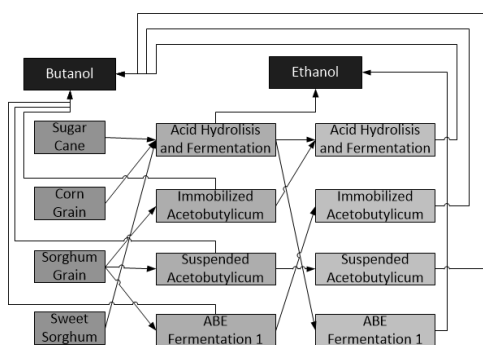 Butanol
Ethanol
Sugar
Cane
Acid Hydrolisis
and Fermentation
Acid Hydrolisis
and Fermentation
Corn
Grain
Immobilized
Acetobutylicum
Immobilized
Acetobutylicum
Sorghum
Grain
Suspended
Acetobutylicum
Suspended
Acetobutylicum
Sweet
Sorghum
ABE
Fermentation 1
ABE
Fermentation 1